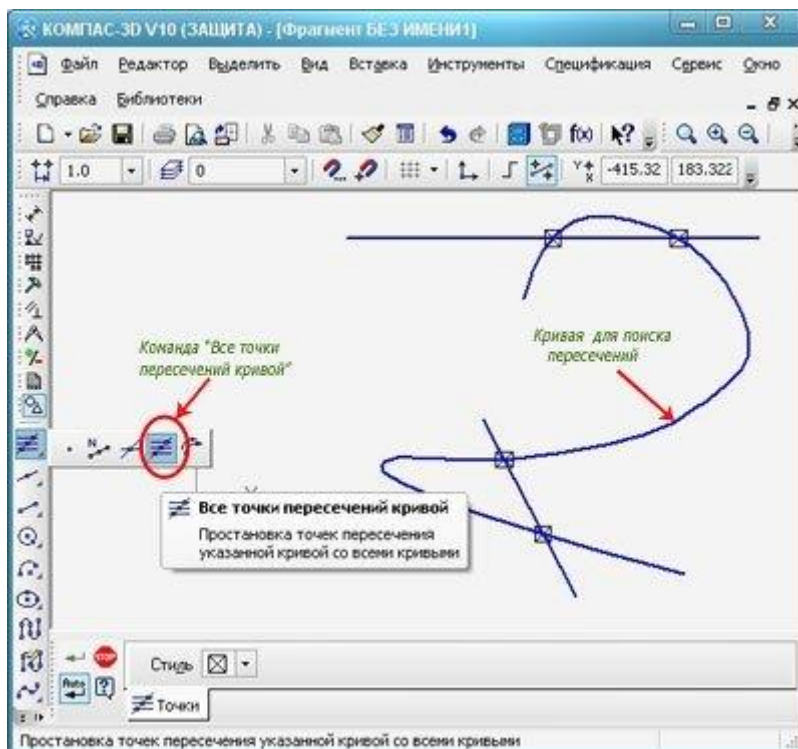 КОМПАС-3D V10 (ЗАЩИТА) - [Фрагмент БЕЗ ИМЕНИ1]
Файл Редактор Выделить Вид Вставка Инструменты Спецификация Сервис Окно
Справка Библиотеки
f(x)
1.0 0 -415.32 183.322
Команда "Все точки
пересечений кривой"
Кривая для поиска
пересечений
Все точки пересечений кривой
Простановка точек пересечения
указанной кривой со всеми кривыми
STOP
Стиль
Auto
Точки
Простановка точек пересечения указанной кривой со всеми кривыми